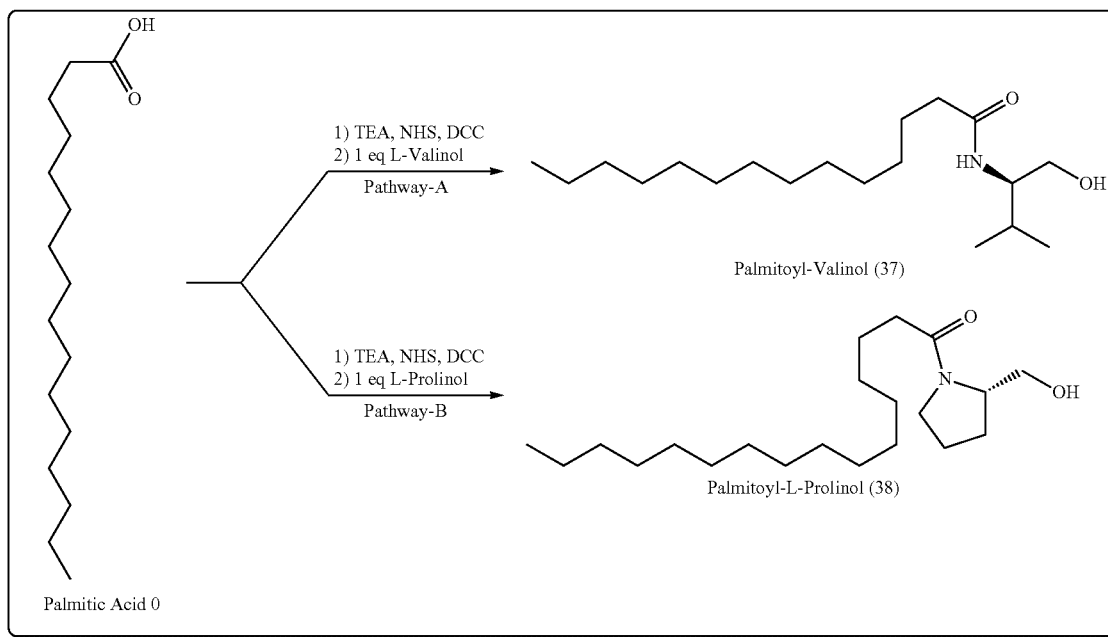 OH
O
1) TEA, NHS, DCC
2) 1 eq L-Valinol
Pathway-A
O
HN
OH
Palmitoyl-Valinol (37)
1) TEA, NHS, DCC
2) 1 eq L-Prolinol
Pathway-B
O
N
OH
Palmitoyl-L-Prolinol (38)
Palmitic Acid 0